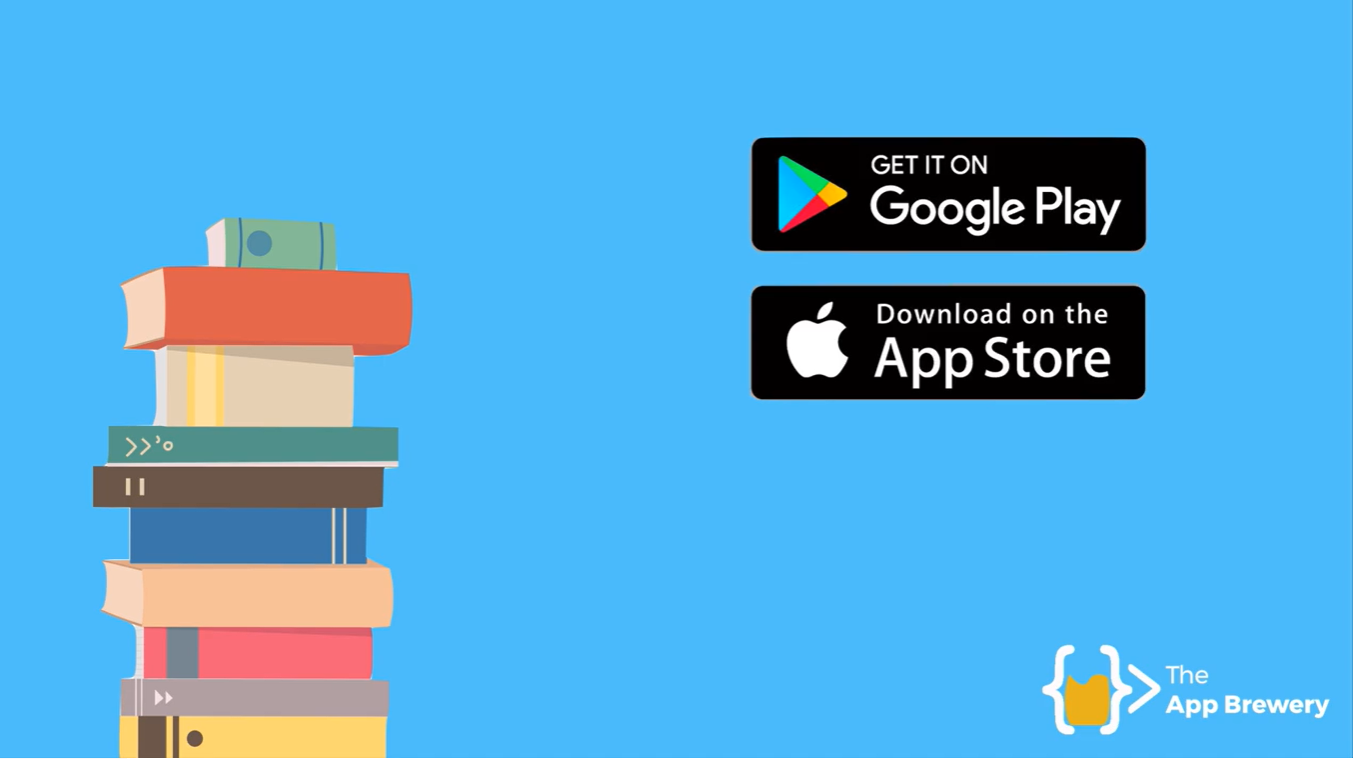 GET IT ON
Google Play
Download on the
App Store
The
App Brewery